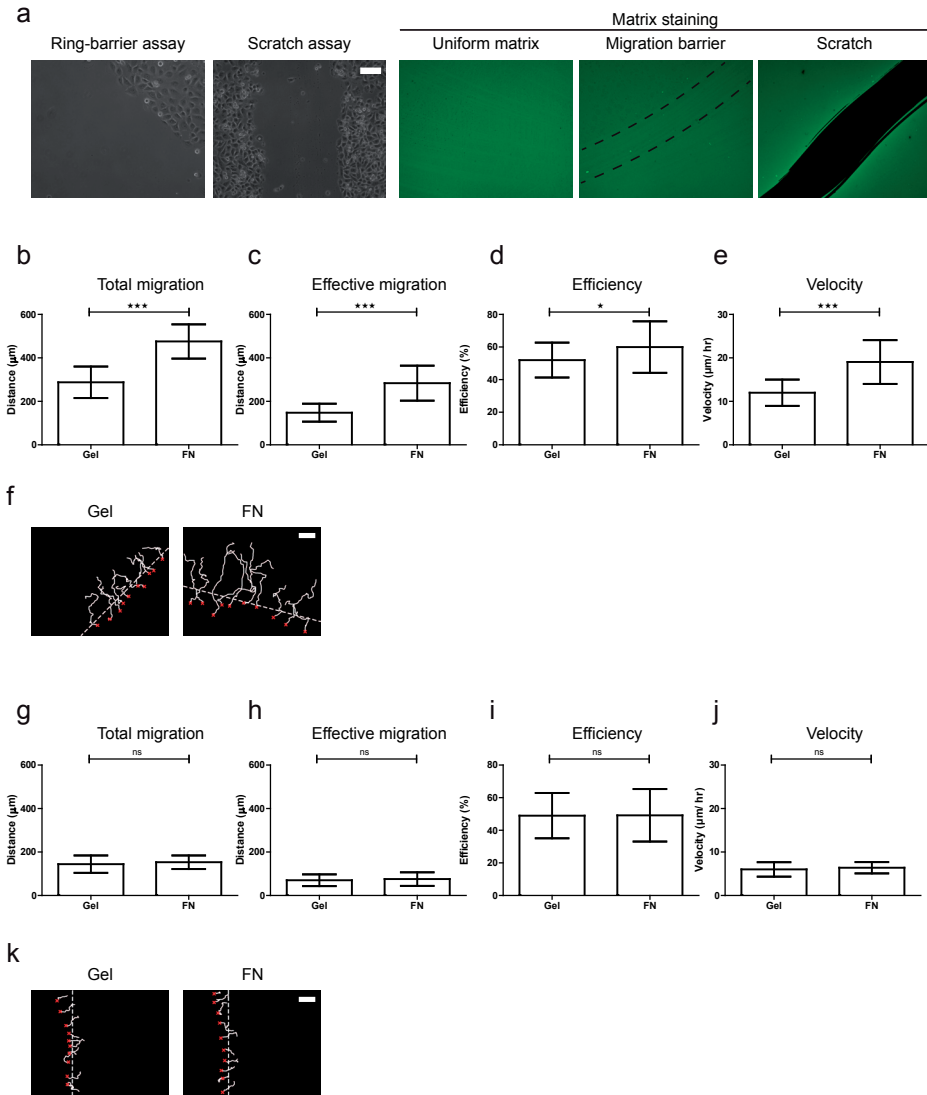 a
Matrix staining
Ring-barrier assay Scratch assay Uniform matrix Migration barrier Scratch
b c d e
Total migration Effective migration Efficiency Velocity
★★★ ★★★ ★ ★★★
Distance (µm)
600
400
200
0
Gel FN
Distance (µm)
600
400
200
0
Gel FN
Efficiency (%)
80
60
40
20
0
Gel FN
Velocity (µm/ hr)
30
20
10
0
Gel FN
f
Gel FN
g h i j
Total migration Effective migration Efficiency Velocity
ns ns ns ns
Distance (µm)
600
400
200
0
Gel FN
Distance (µm)
600
400
200
0
Gel FN
Efficiency (%)
80
60
40
20
0
Gel FN
Velocity (µm/ hr)
30
20
10
0
Gel FN
k
Gel FN